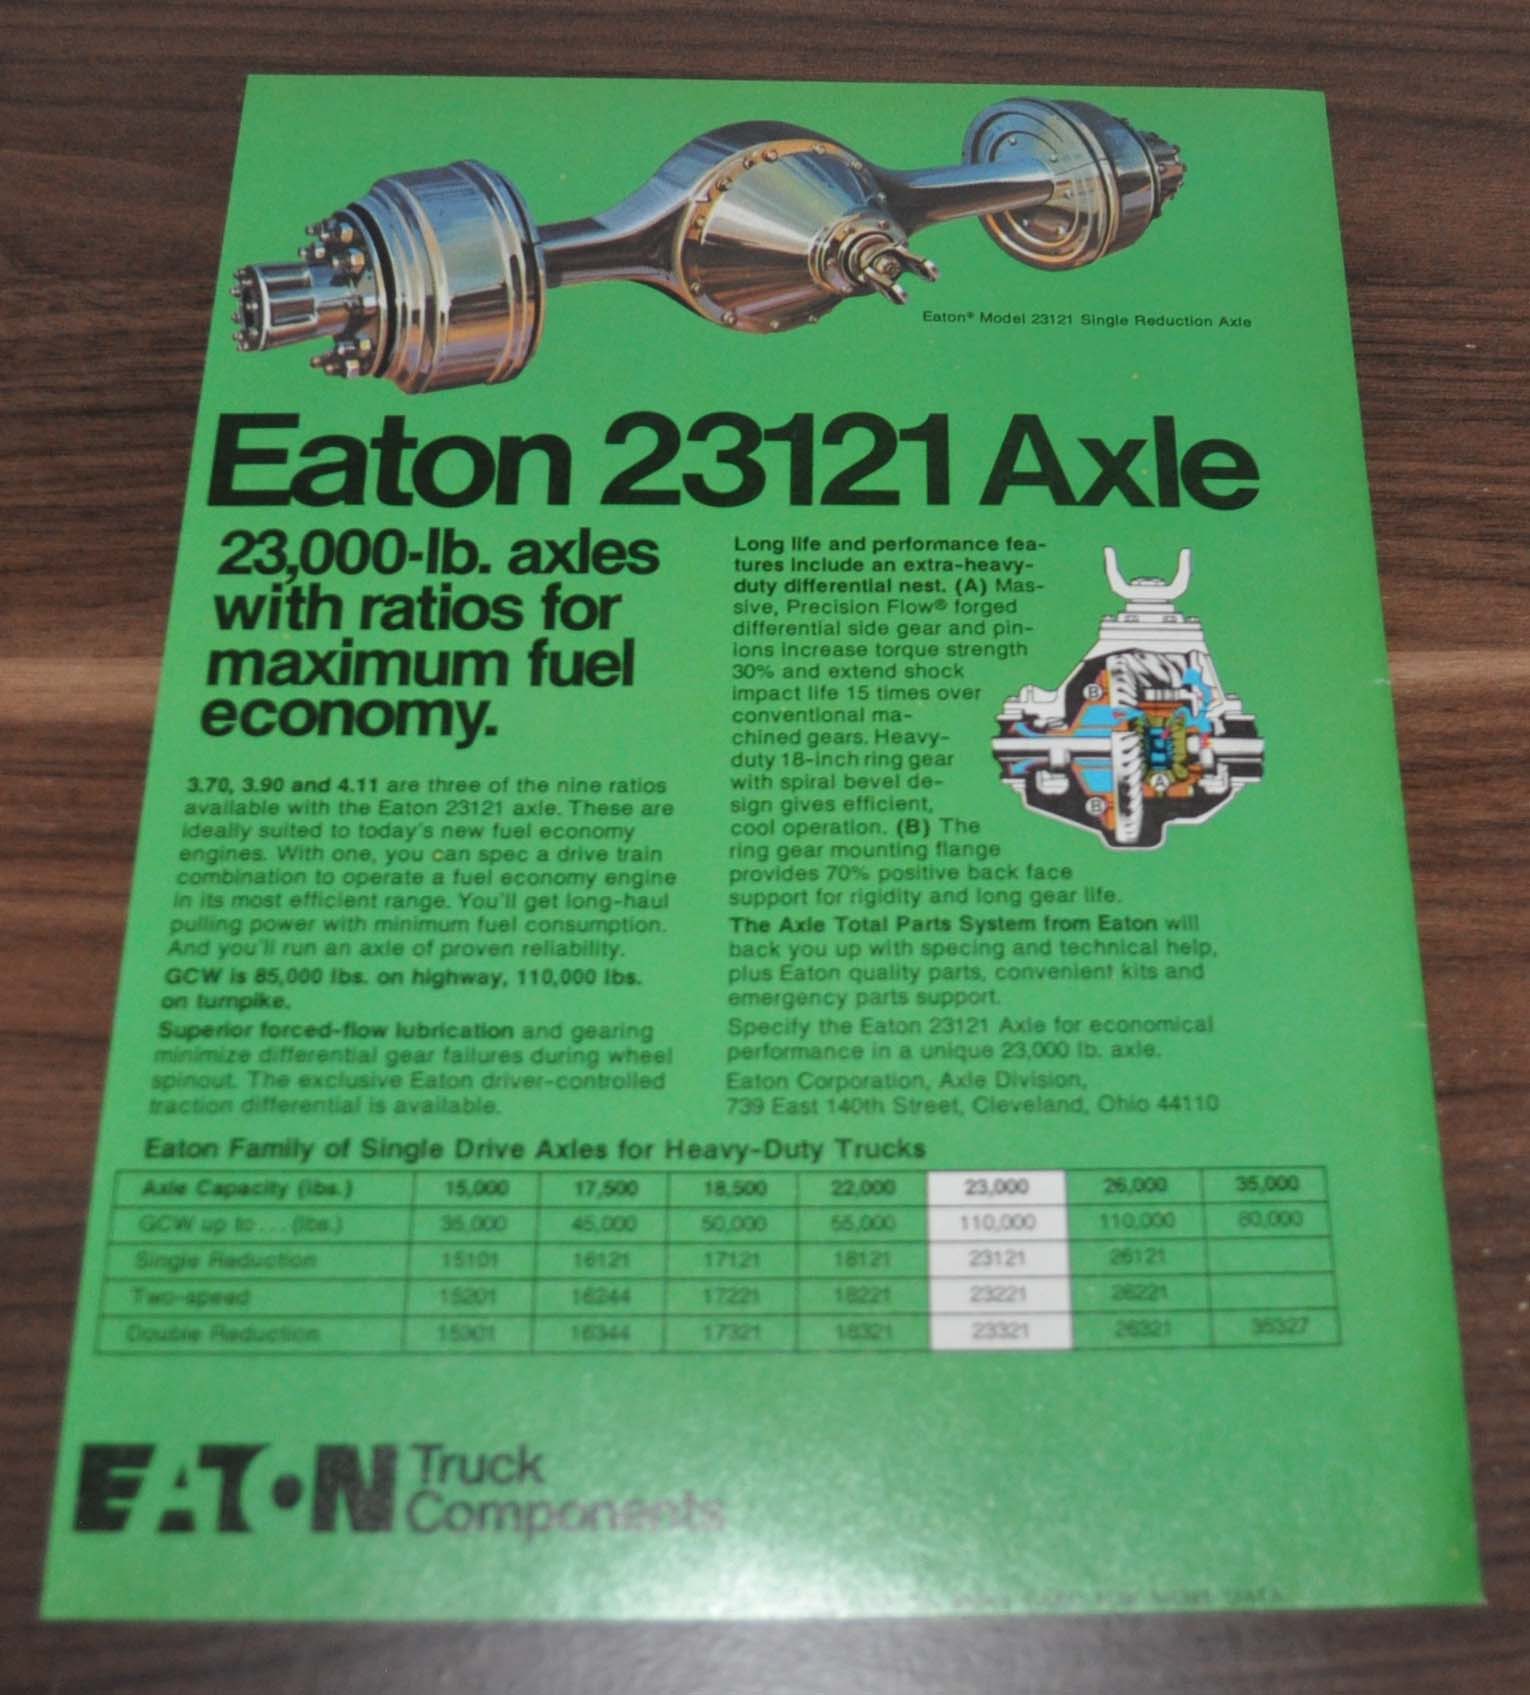 Eaton® Model 23121 Single Reduction Axle
Eaton 23121 Axle
23,000-lb. axles
with ratios for
maximum fuel
economy.
3.70, 3.90 and 4.11 are three of the nine ratios
available with the Eaton 23121 axle. These are
ideally suited to today's new fuel economy
engines. With one, you can spec a drive train
combination to operate a fuel economy engine
in its most efficient range. You'll get long-haul
pulling power with minimum fuel consumption.
And you'll run an axle of proven reliability.
GCW is 85,000 lbs. on highway, 110,000 lbs.
on turnpike.
Superior forced-flow lubrication and gearing
minimize differential gear failures during wheel
spinout. The exclusive Eaton driver-controlled
traction differential is available.
Long life and performance fea-
tures include an extra-heavy-
duty differential nest. (A) Mas-
sive, Precision Flow® forged
differential side gear and pin-
ions increase torque strength
30% and extend shock
impact life 15 times over
conventional ma-
chined gears. Heavy-
duty 18-inch ring gear
with spiral bevel de-
sign gives efficient,
cool operation. (B) The
ring gear mounting flange
provides 70% positive back face
support for rigidity and long gear life.
B
A
B
The Axle Total Parts System from Eaton will
back you up with specing and technical help,
plus Eaton quality parts, convenient kits and
emergency parts support.
Specify the Eaton 23121 Axle for economical
performance in a unique 23,000 lb. axle.
Eaton Corporation, Axle Division,
739 East 140th Street, Cleveland, Ohio 44110
Eaton Family of Single Drive Axles for Heavy-Duty Trucks
Axle Capacity (lbs.) 15,000 17,500 18,500 22,000 23,000 26,000 35,000
GCW up to . . . (lbs.) 35,000 45,000 50,000 55,000 110,000 110,000 80,000
Single Reduction 15101 16121 17121 18121 23121 26121
Two-speed 15201 16244 17221 18221 23221 26221
Double Reduction 15301 16344 17321 18321 23321 26321 35327
EATON Truck
Components